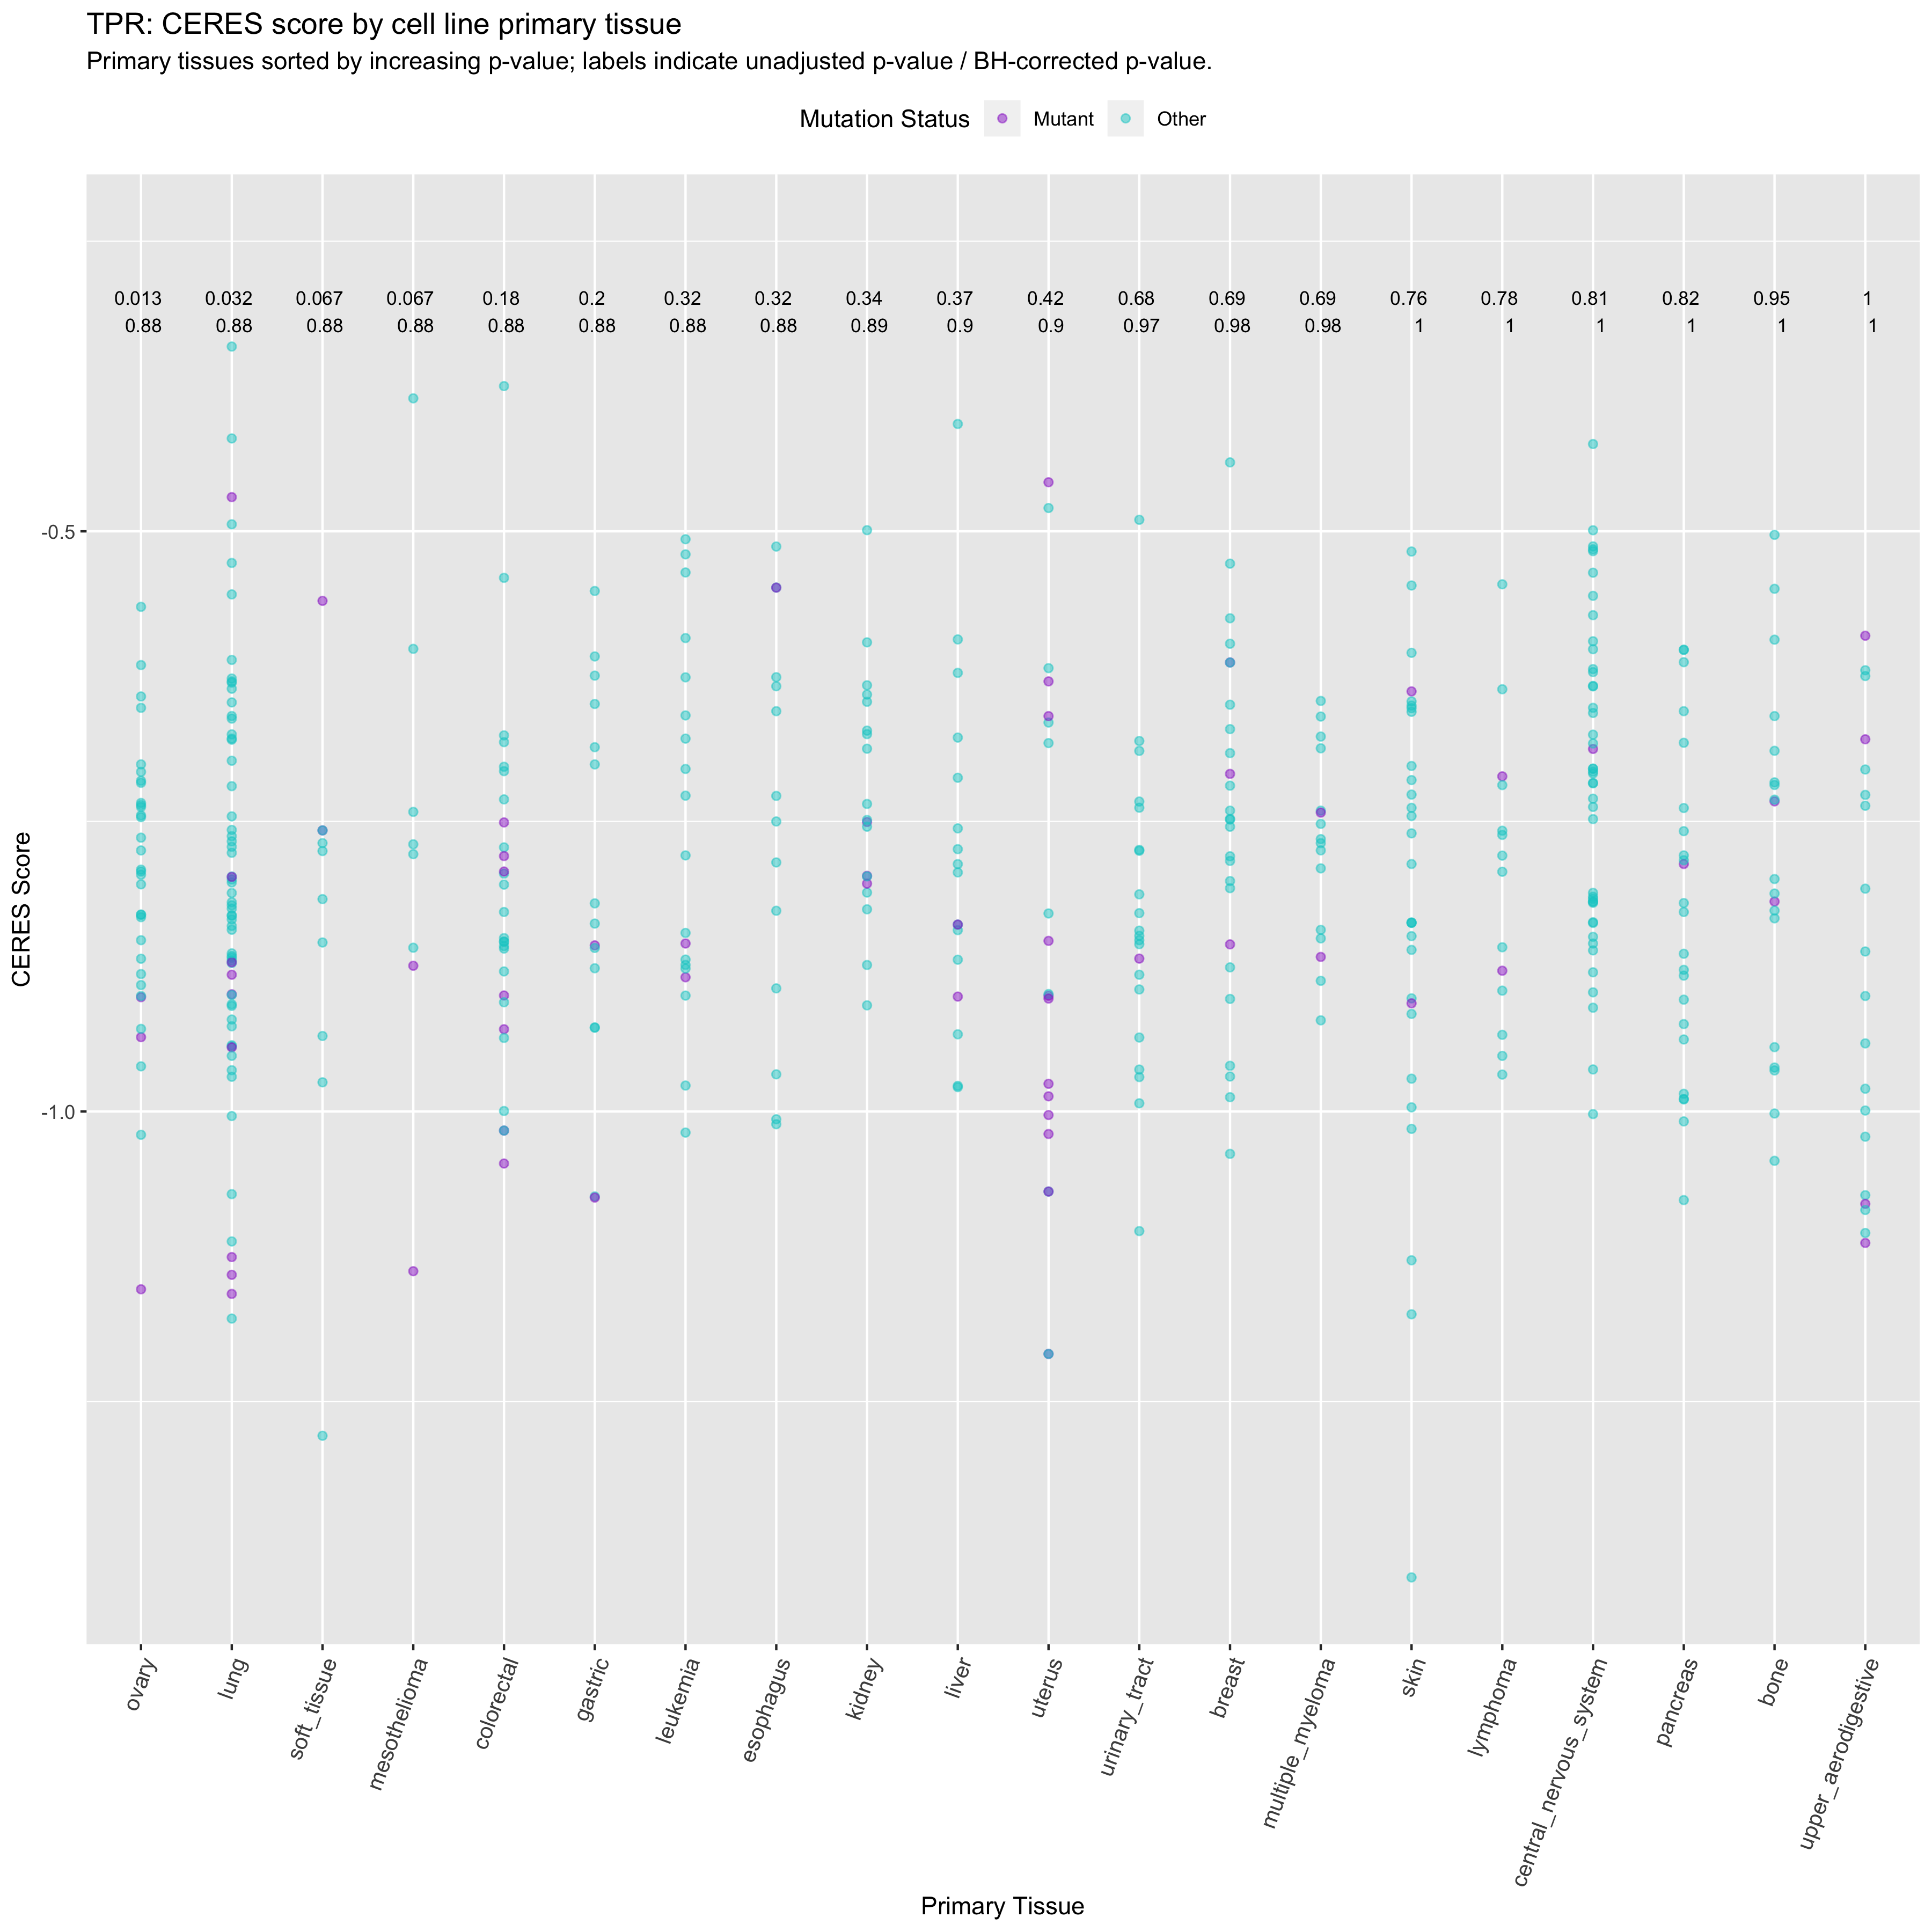 TPR: CERES score by cell line primary tissue
Primary tissues sorted by increasing p-value; labels indicate unadjusted p-value / BH-corrected p-value.
Mutation Status Mutant Other
0.013 0.032 0.067 0.067 0.18 0.2 0.32 0.32 0.34 0.37 0.42 0.68 0.69 0.69 0.76 0.78 0.81 0.82 0.95 1
0.88 0.88 0.88 0.88 0.88 0.88 0.88 0.88 0.89 0.9 0.9 0.97 0.98 0.98 1 1 1 1 1 1
-0.5
-1.0
CERES Score
ovary
lung
soft_tissue
mesothelioma
colorectal
gastric
leukemia
esophagus
kidney
liver
uterus
urinary_tract
breast
multiple_myeloma
skin
lymphoma
central_nervous_system
pancreas
bone
upper_aerodigestive
Primary Tissue